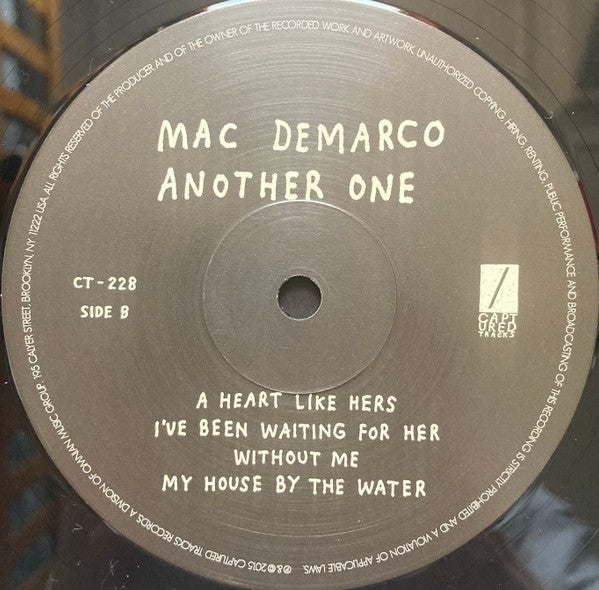 MAC DEMARCO
ANOTHER ONE
CT-228
SIDE B
CAPT
URED
TRACKS
A HEART LIKE HERS
I'VE BEEN WAITING FOR HER
WITHOUT ME
MY HOUSE BY THE WATER
℗&©2015 CAPTURED TRACKS RECORDS A DIVISION OF OMNIAN MUSIC GROUP. 195 CALYER STREET, BROOKLYN, NY 11222 USA. ALL RIGHTS RESERVED OF THE PRODUCER AND OF THE OWNER OF THE RECORDED WORK AND ARTWORK. UNAUTHORIZED COPYING, HIRING, RENTING, PUBLIC PERFORMANCE AND BROADCASTING OF THIS RECORDING IS STRICTLY PROHIBITED AND A VIOLATION OF APPLICABLE LAWS.